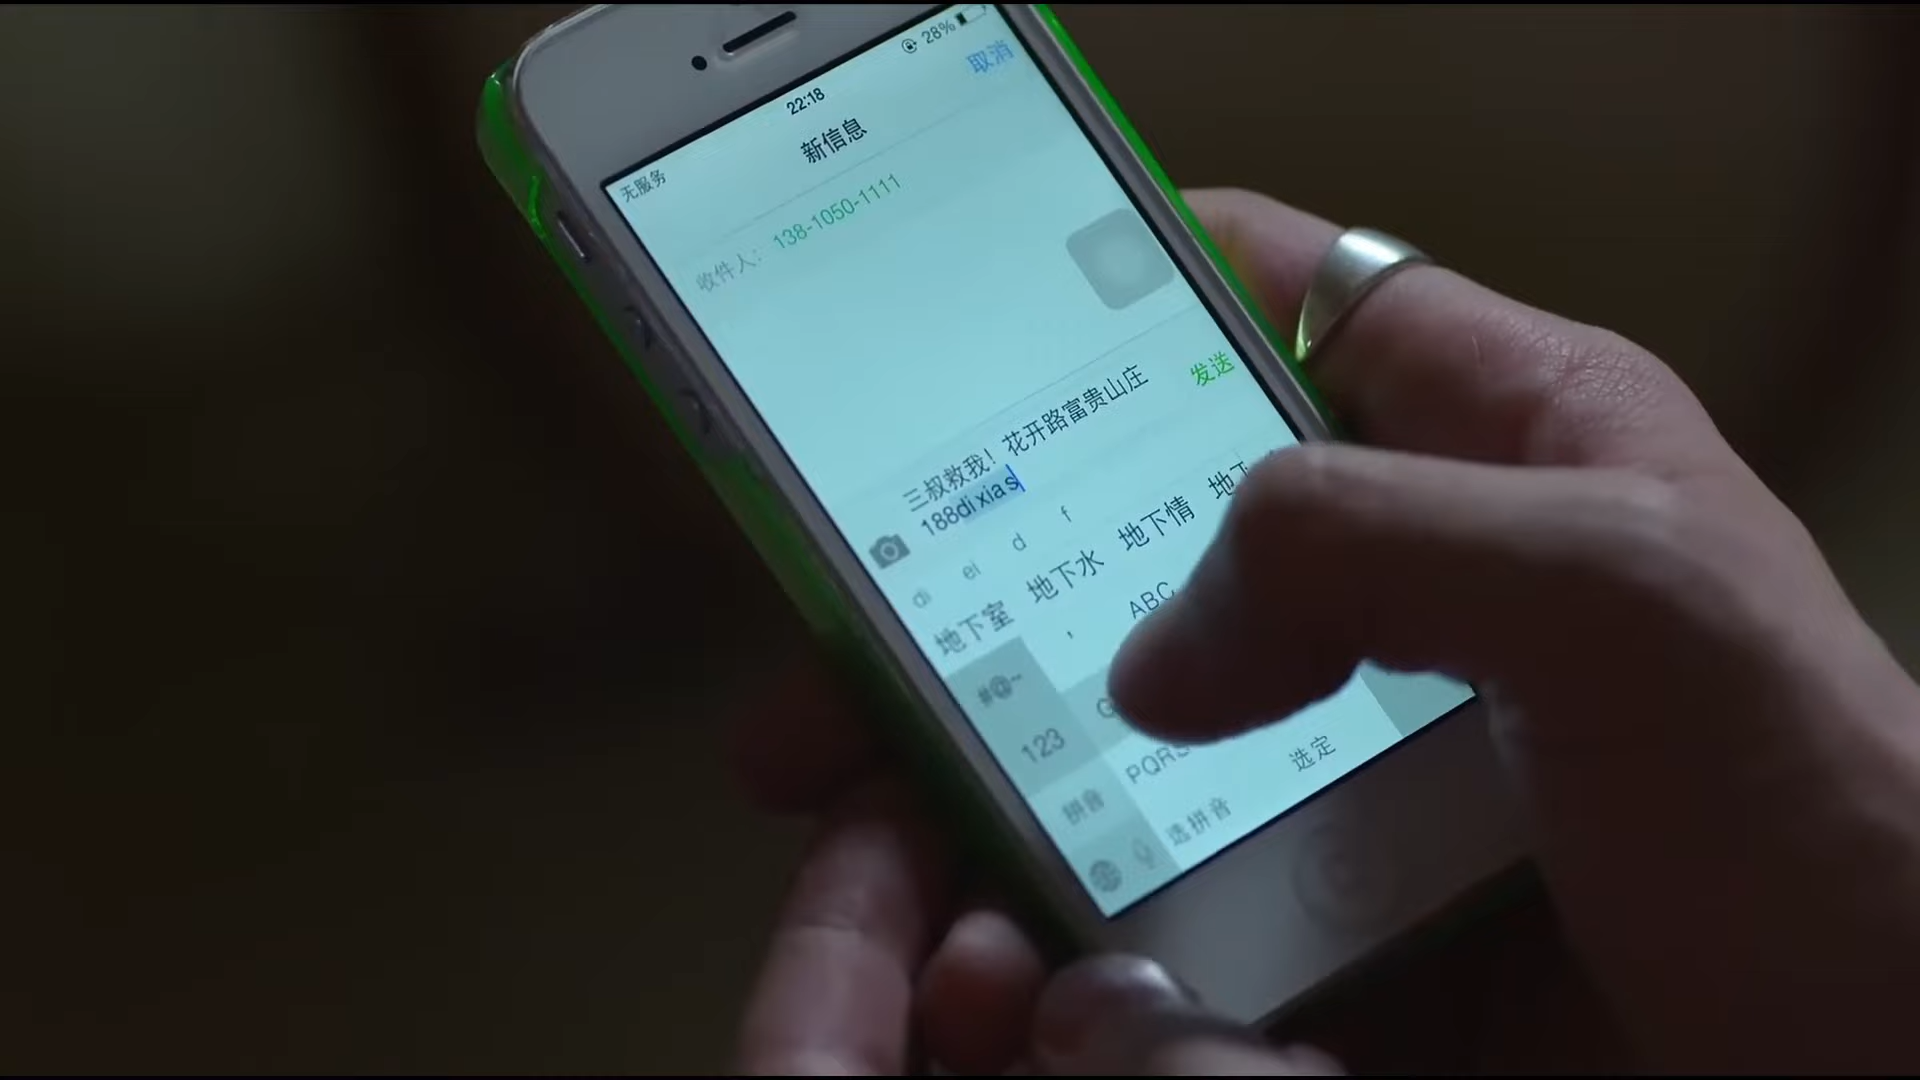 28%
取消
22:18
新信息
无服务
收件人： 138-1050-1111
三叔救我！花开路富贵山庄
188di xia s
发送
di ei d f
地下室 地下水 地下情
， ABC
#@~
123
拼音
选拼音
选定